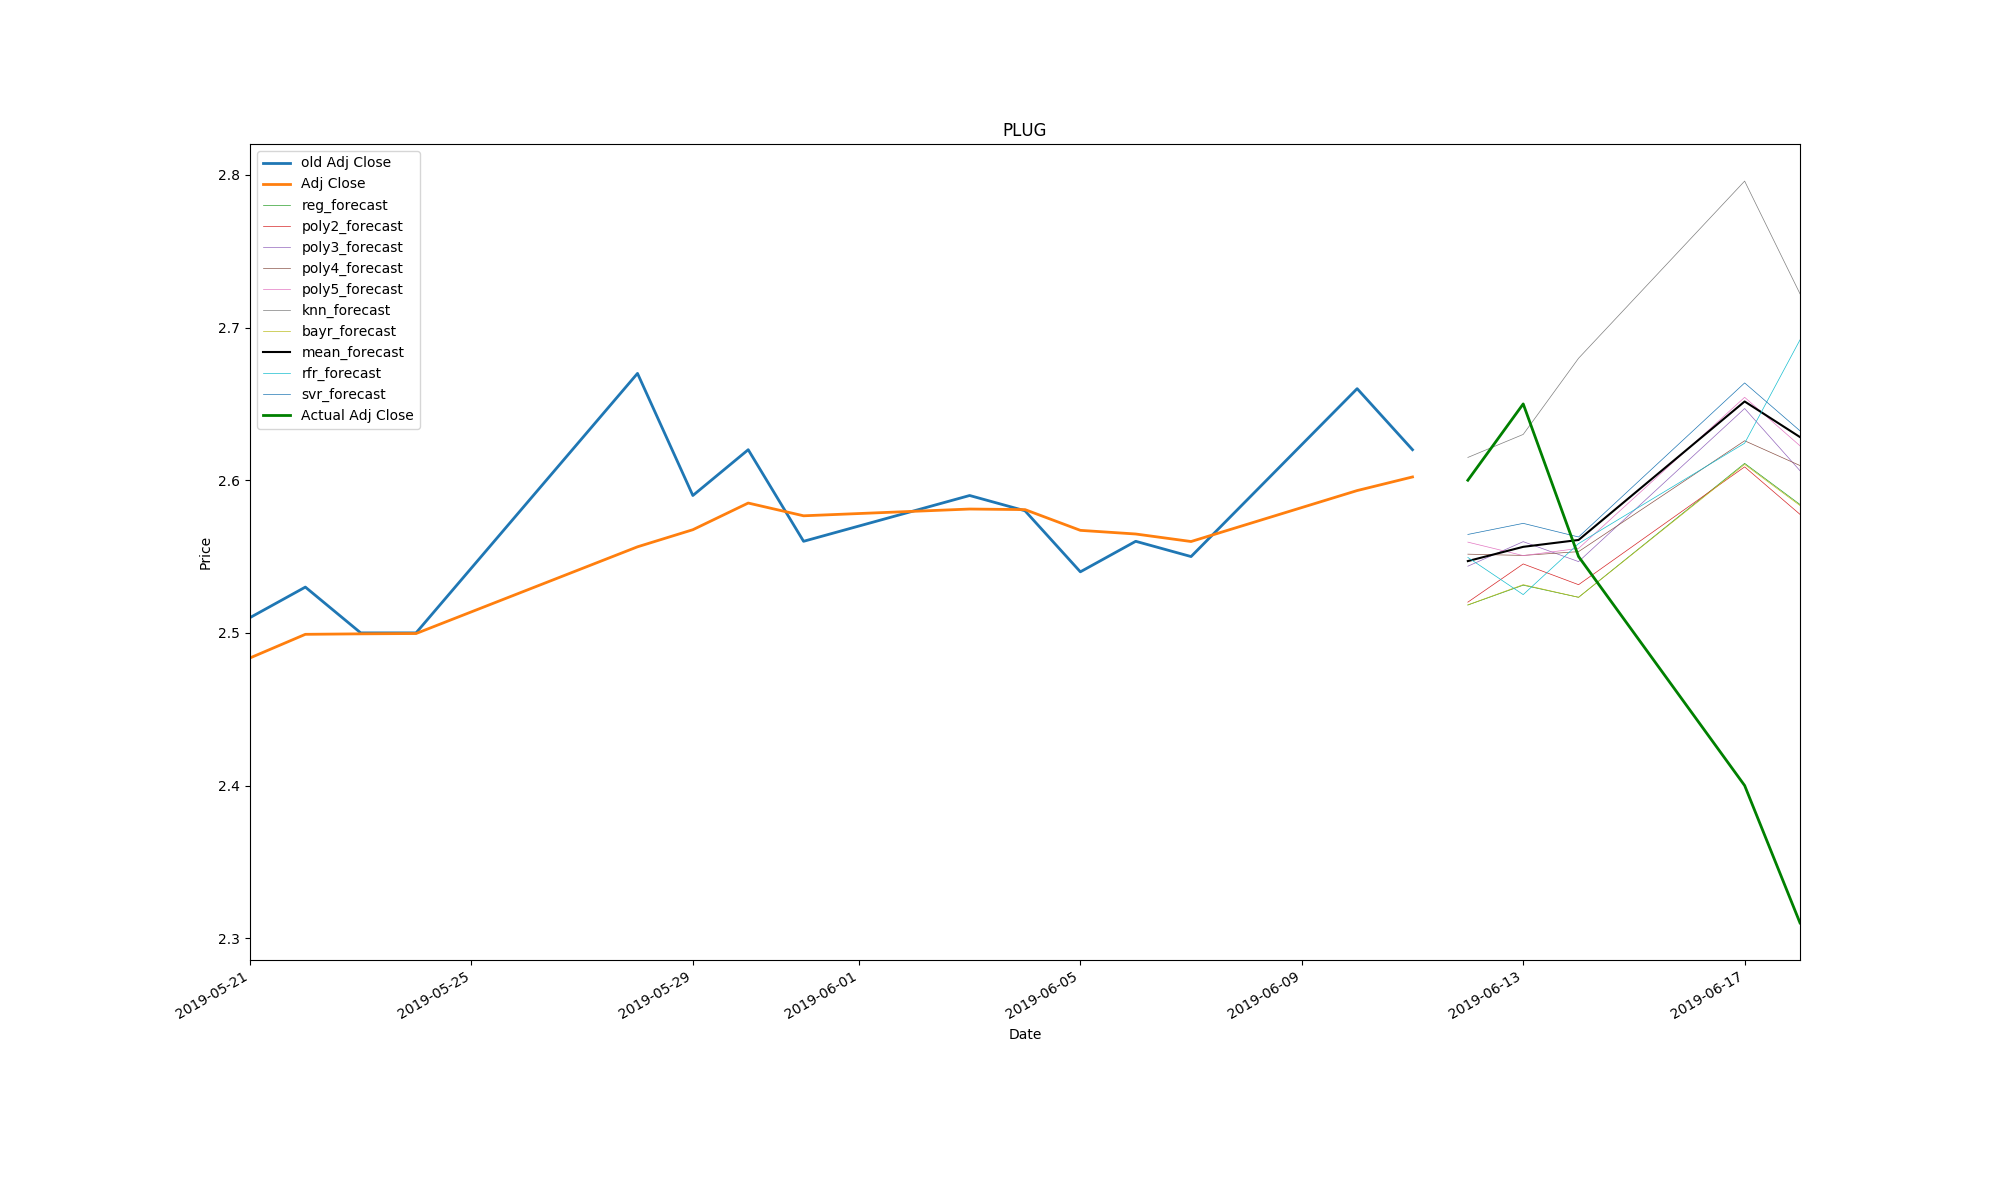 PLUG
old Adj Close
Adj Close
reg_forecast
poly2_forecast
poly3_forecast
poly4_forecast
poly5_forecast
knn_forecast
bayr_forecast
mean_forecast
rfr_forecast
svr_forecast
Actual Adj Close
2.8
2.7
2.6
2.5
2.4
2.3
Price
2019-05-21
2019-05-25
2019-05-29
2019-06-01
2019-06-05
2019-06-09
2019-06-13
2019-06-17
Date